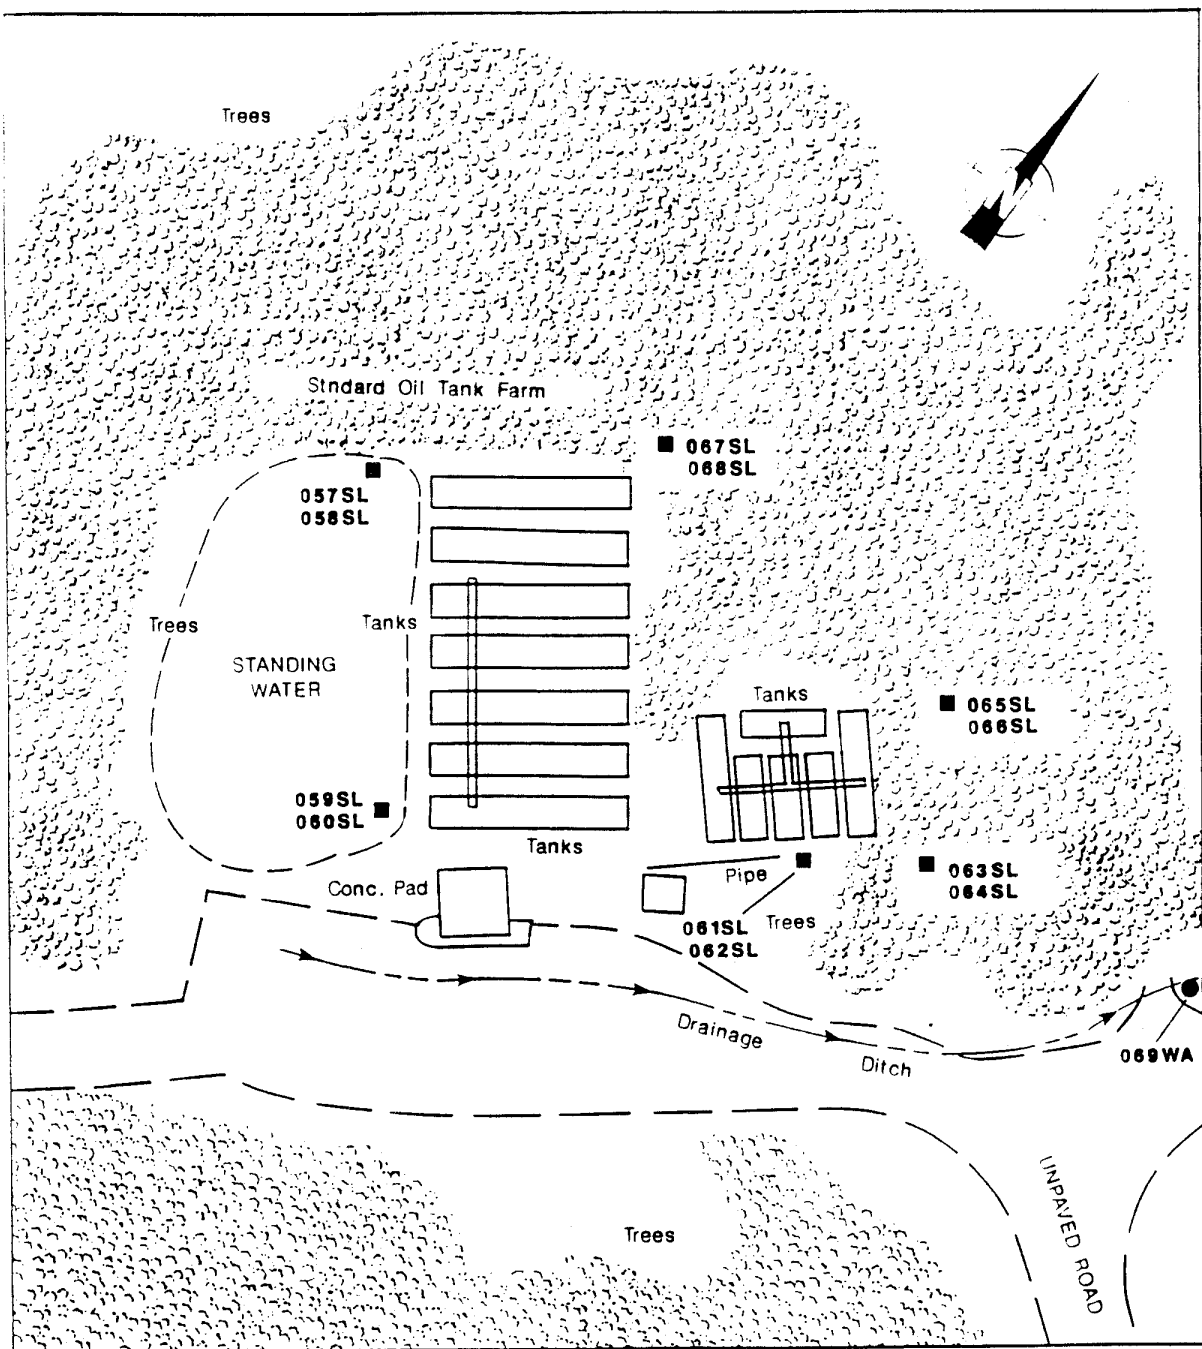 Trees
Stndard Oil Tank Farm
067SL
068SL
057SL
058SL
Trees
Tanks
STANDING
WATER
Tanks
065SL
066SL
059SL
060SL
Tanks
Conc. Pad
Pipe
063SL
064SL
061SL
062SL
Trees
Drainage
Ditch
069WA
UNPAVED ROAD
Trees